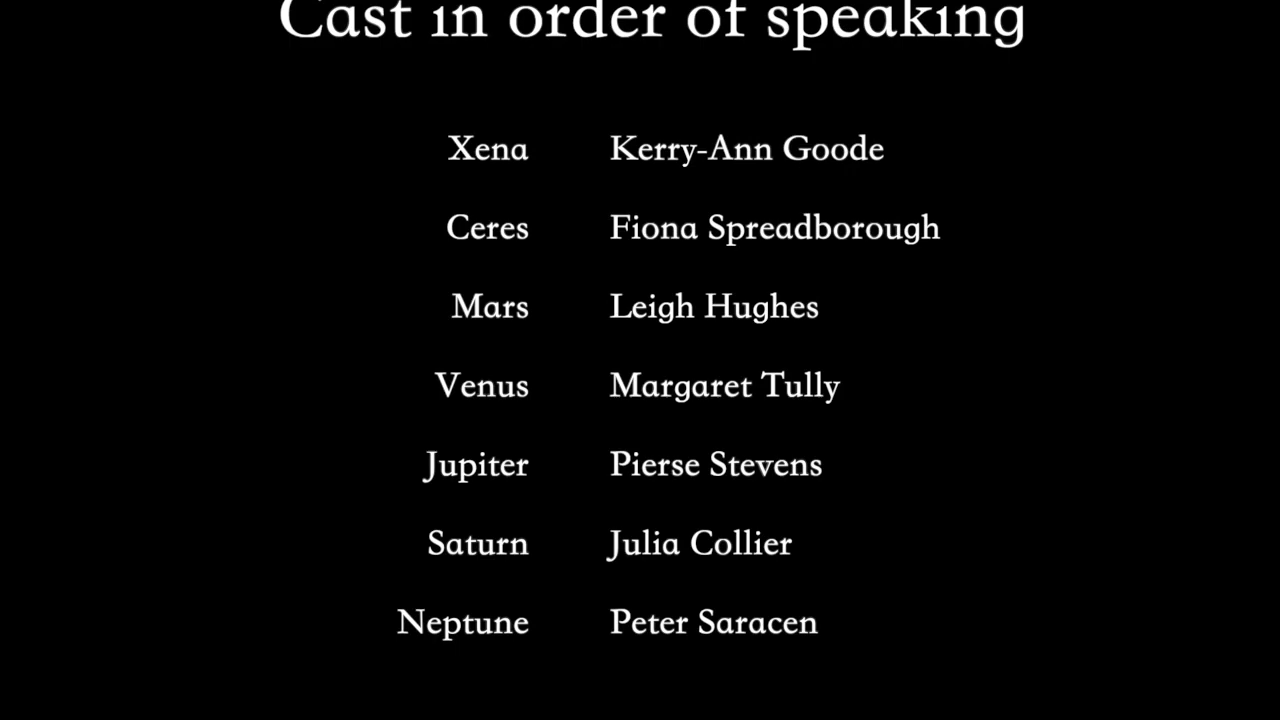 Cast in order of speaking
Xena Kerry-Ann Goode
Ceres Fiona Spreadborough
Mars Leigh Hughes
Venus Margaret Tully
Jupiter Pierse Stevens
Saturn Julia Collier
Neptune Peter Saracen